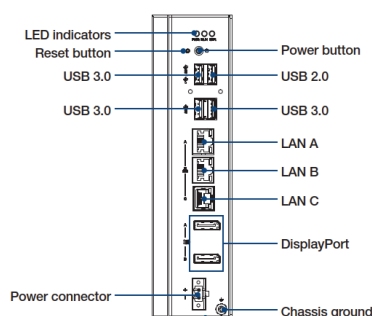 LED indicators
Reset button
Power button
USB 3.0
USB 2.0
USB 3.0
USB 3.0
LAN A
LAN B
LAN C
DisplayPort
Power connector
Chassis ground